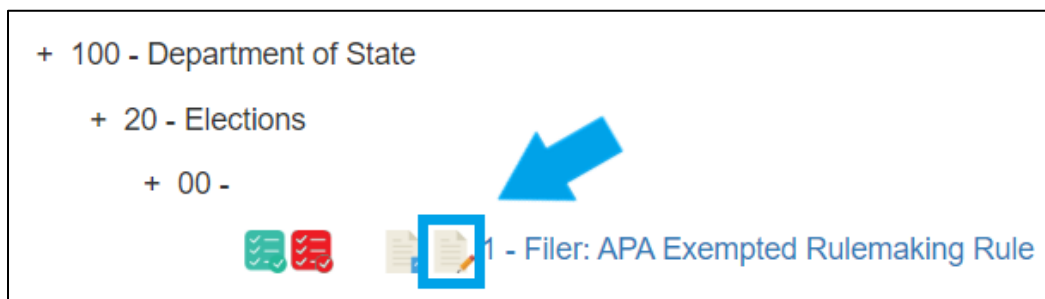 + 100 - Department of State
+ 20 - Elections
+ 00 -
1 - Filer: APA Exempted Rulemaking Rule